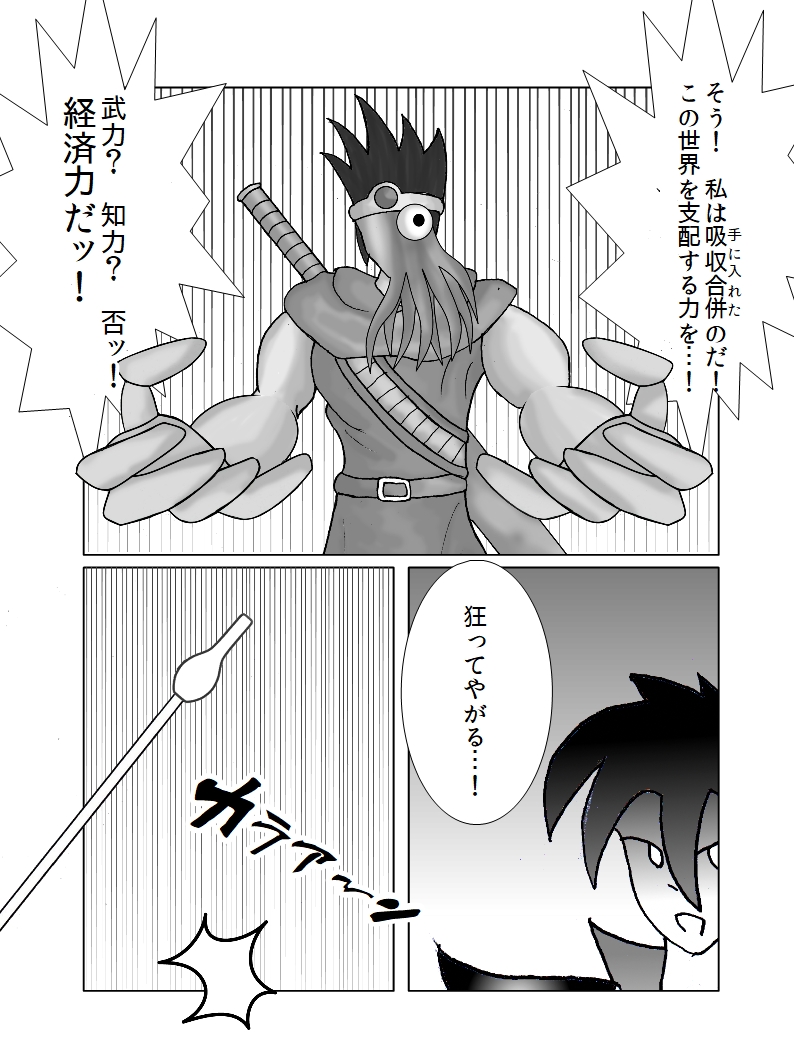 そう！　私は吸収合併のだ！
手に入れた
この世界を支配する力を…！
武力？　知力？　否ッ！
経済力だッ！
狂ってやがる…！
カラァーン